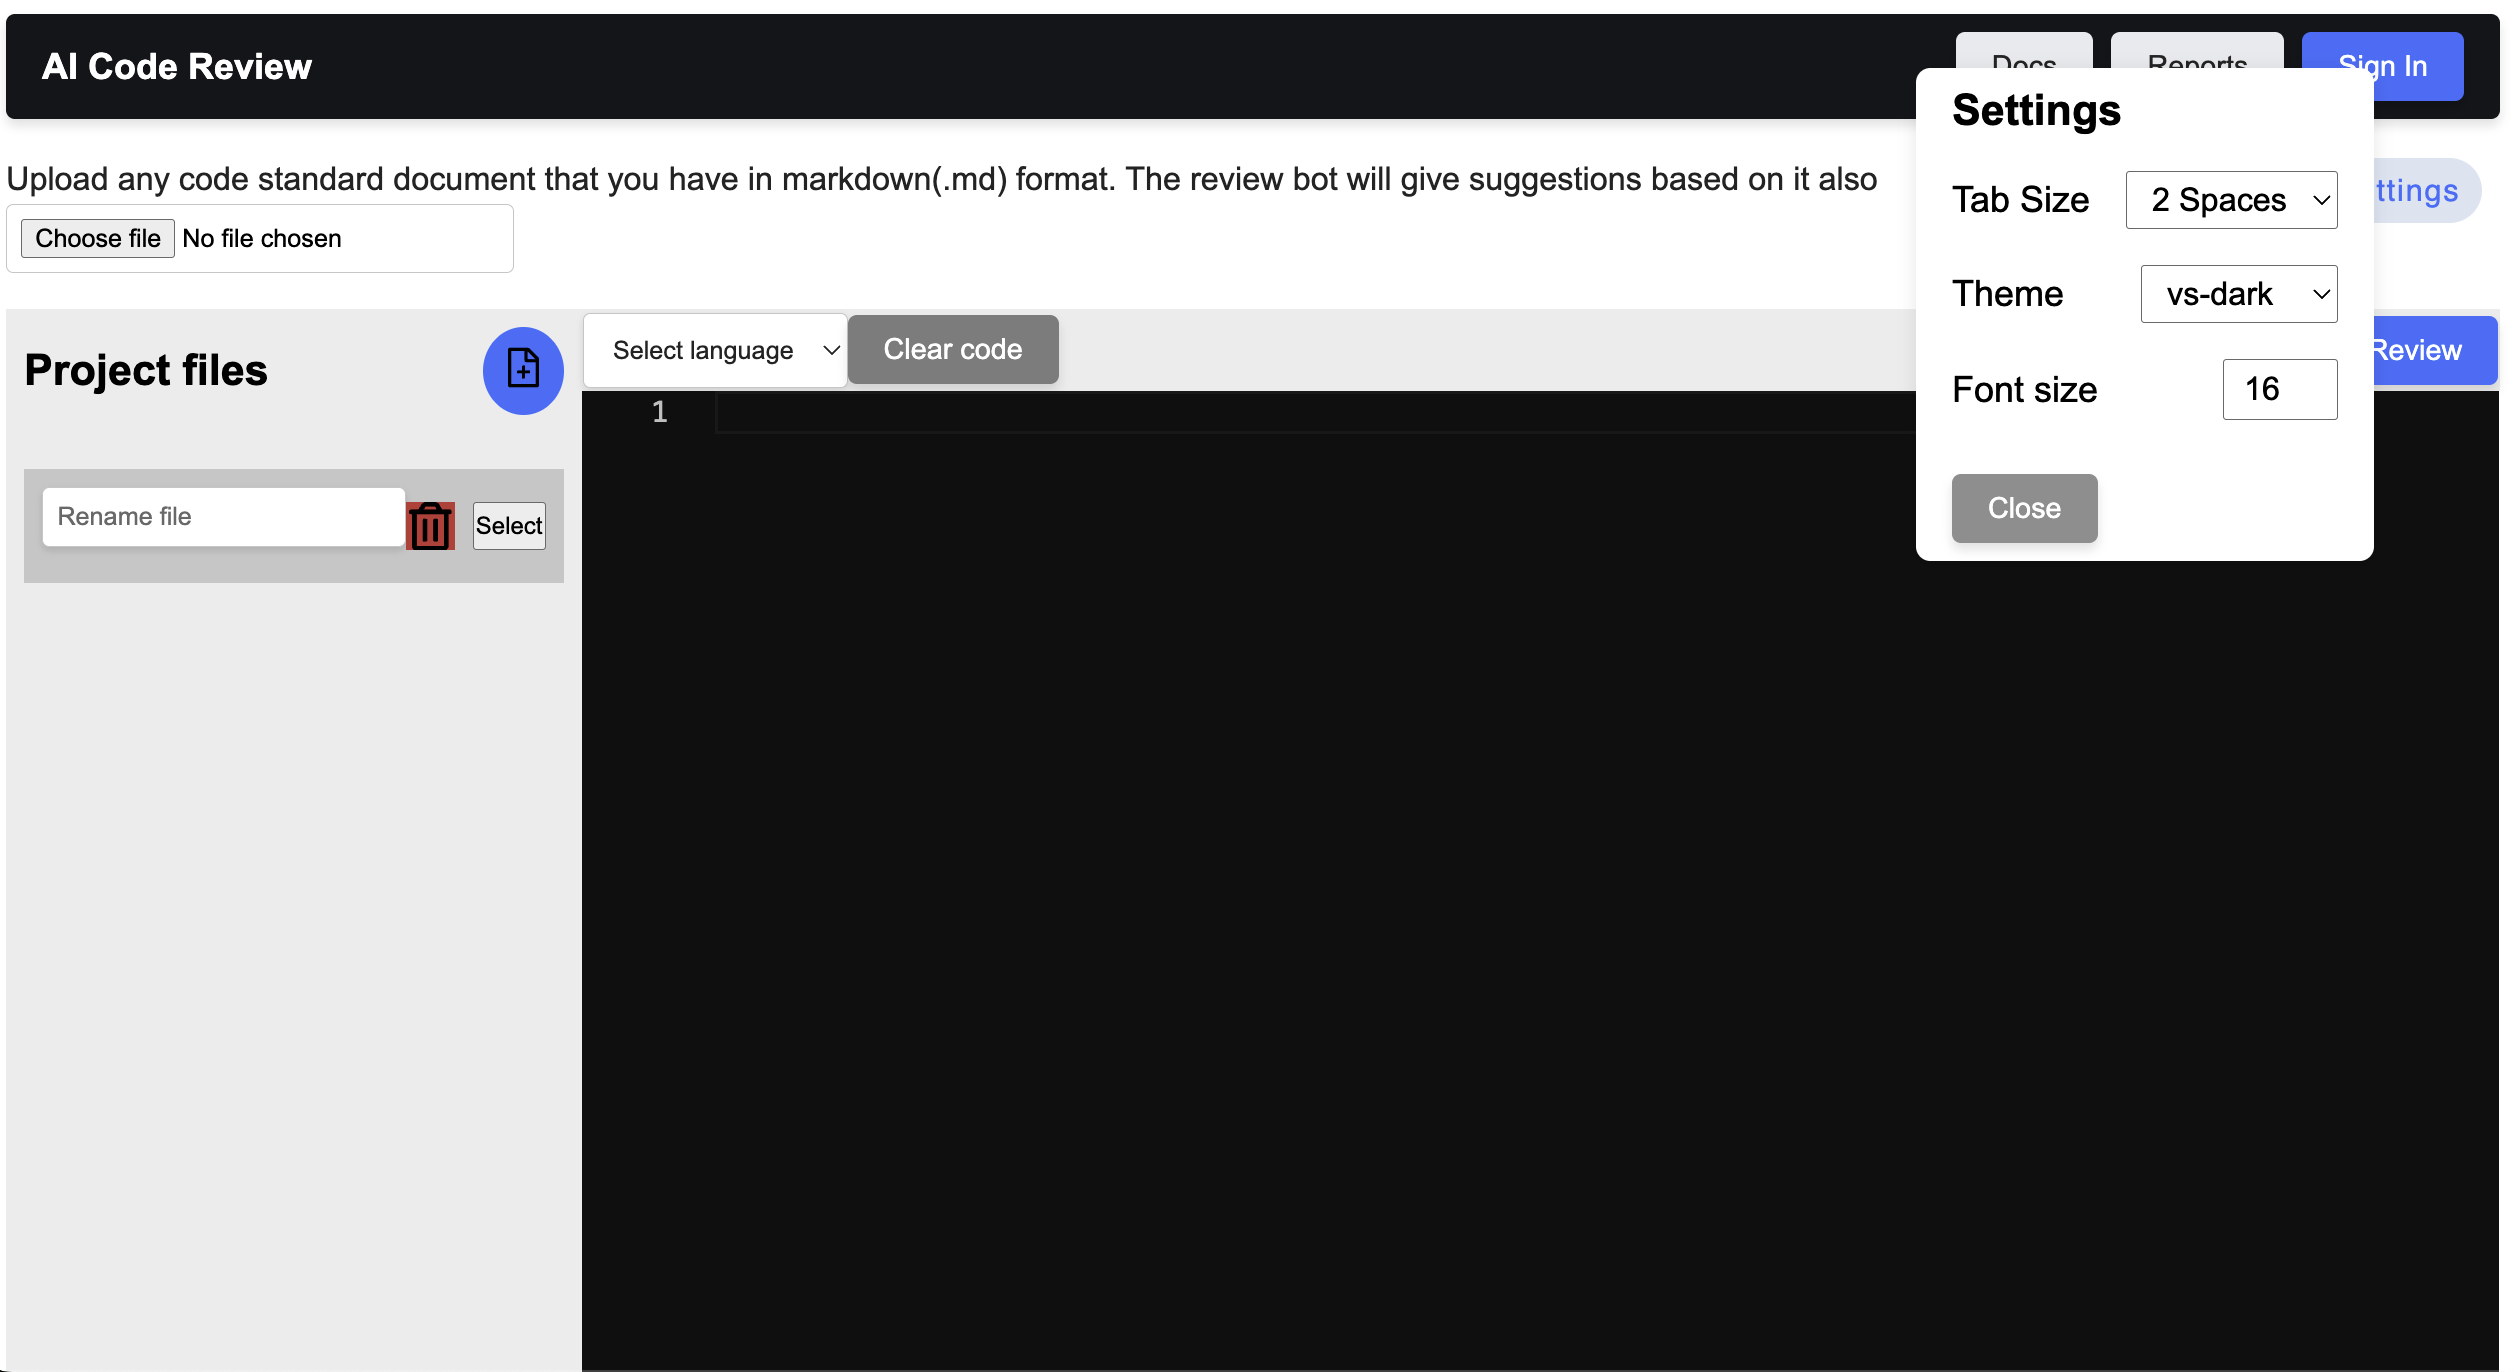 AI Code Review
Docs
Reports
Sign In
Upload any code standard document that you have in markdown(.md) format. The review bot will give suggestions based on it also
Choose file No file chosen
Settings
Tab Size 2 Spaces
ttings
Theme vs-dark
Font size 16
Close
Project files
Select language
Clear code
Review
1
Rename file
Select